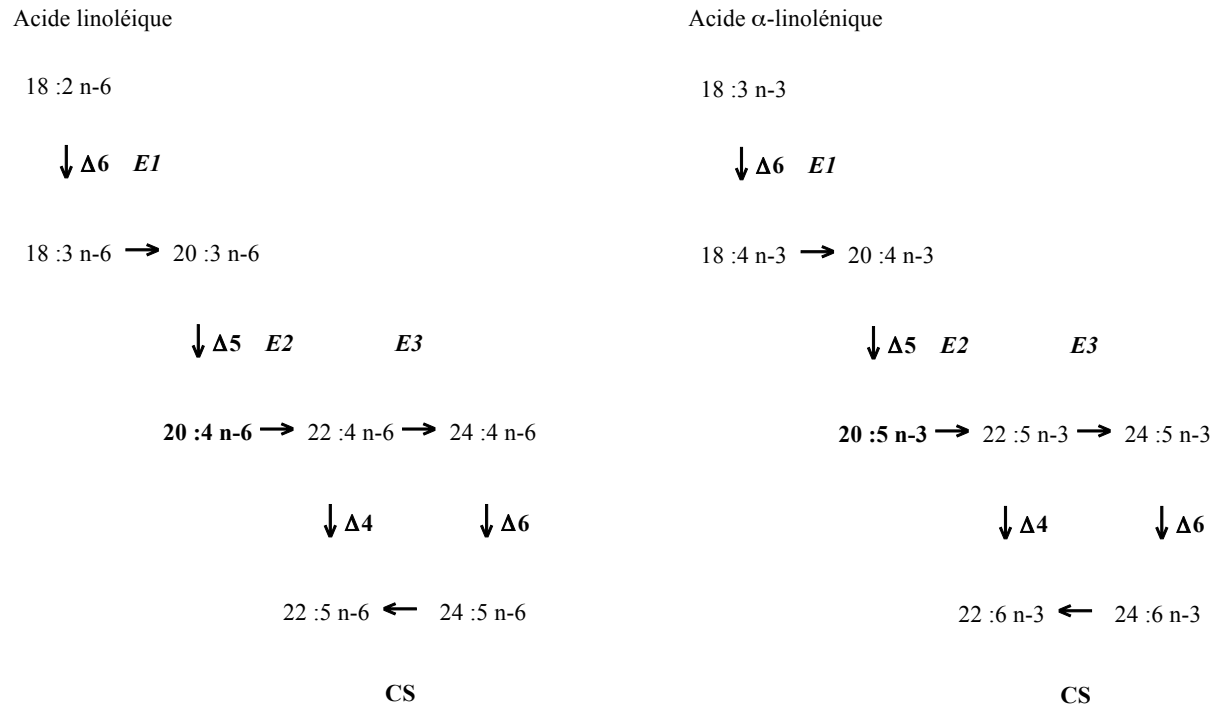 Acide linoléique Acide α-linolénique
18 :2 n-6 18 :3 n-3
Δ6 E1 Δ6 E1
18 :3 n-6 → 20 :3 n-6 18 :4 n-3 → 20 :4 n-3
Δ5 E2 E3 Δ5 E2 E3
20 :4 n-6 → 22 :4 n-6 → 24 :4 n-6 20 :5 n-3 → 22 :5 n-3 → 24 :5 n-3
Δ4 Δ6 Δ4 Δ6
22 :5 n-6 ← 24 :5 n-6 22 :6 n-3 ← 24 :6 n-3
CS CS